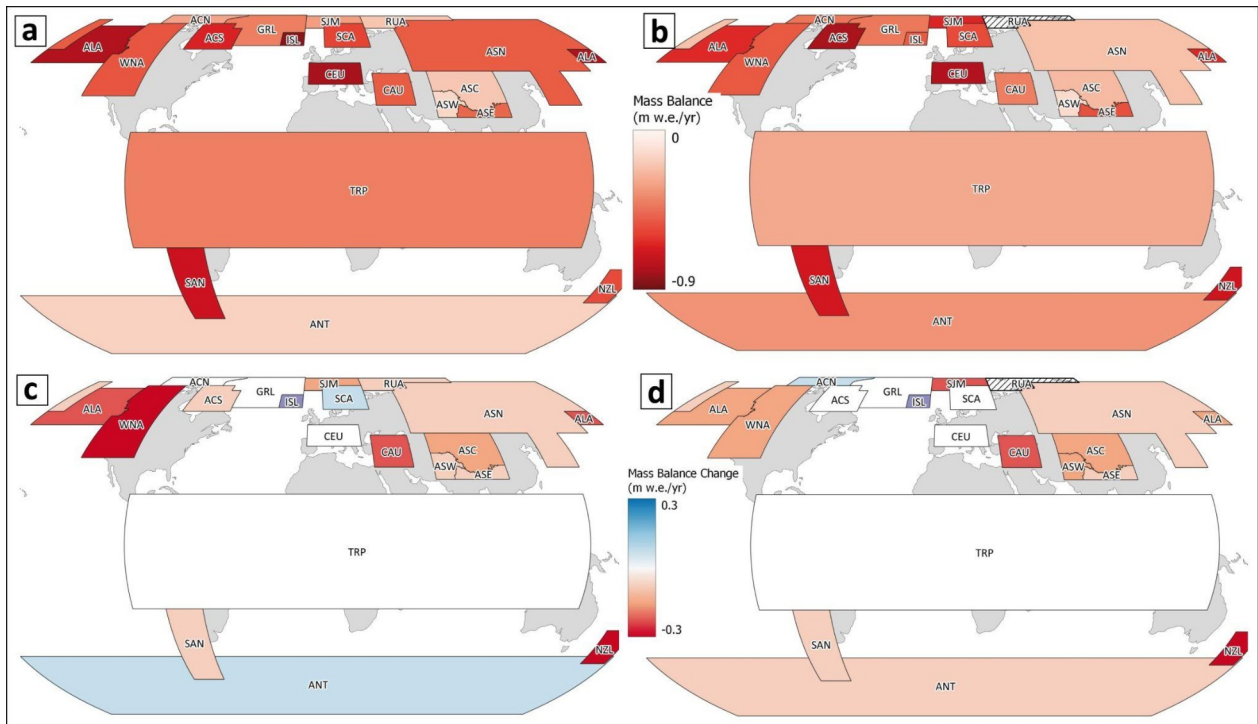 a
ACN
GRL
SJM
RUA
ALA
ACS
ISL
SCA
ASN
ALA
WNA
CEU
CAU
ASC
ASW
ASE
TRP
SAN
NZL
ANT
b
ACN
GRL
SJM
RUA
ALA
ACS
ISL
SCA
ASN
ALA
WNA
CEU
CAU
ASC
ASW
ASE
TRP
SAN
NZL
ANT
Mass Balance
(m w.e./yr)
0
-0.9
c
ACN
GRL
SJM
RUA
ALA
ACS
ISL
SCA
ASN
ALA
WNA
CEU
CAU
ASC
ASW
ASE
TRP
SAN
NZL
ANT
d
ACN
GRL
SJM
RUA
ALA
ACS
ISL
SCA
ASN
ALA
WNA
CEU
CAU
ASC
ASW
ASE
TRP
SAN
NZL
ANT
Mass Balance Change
(m w.e./yr)
0.3
-0.3